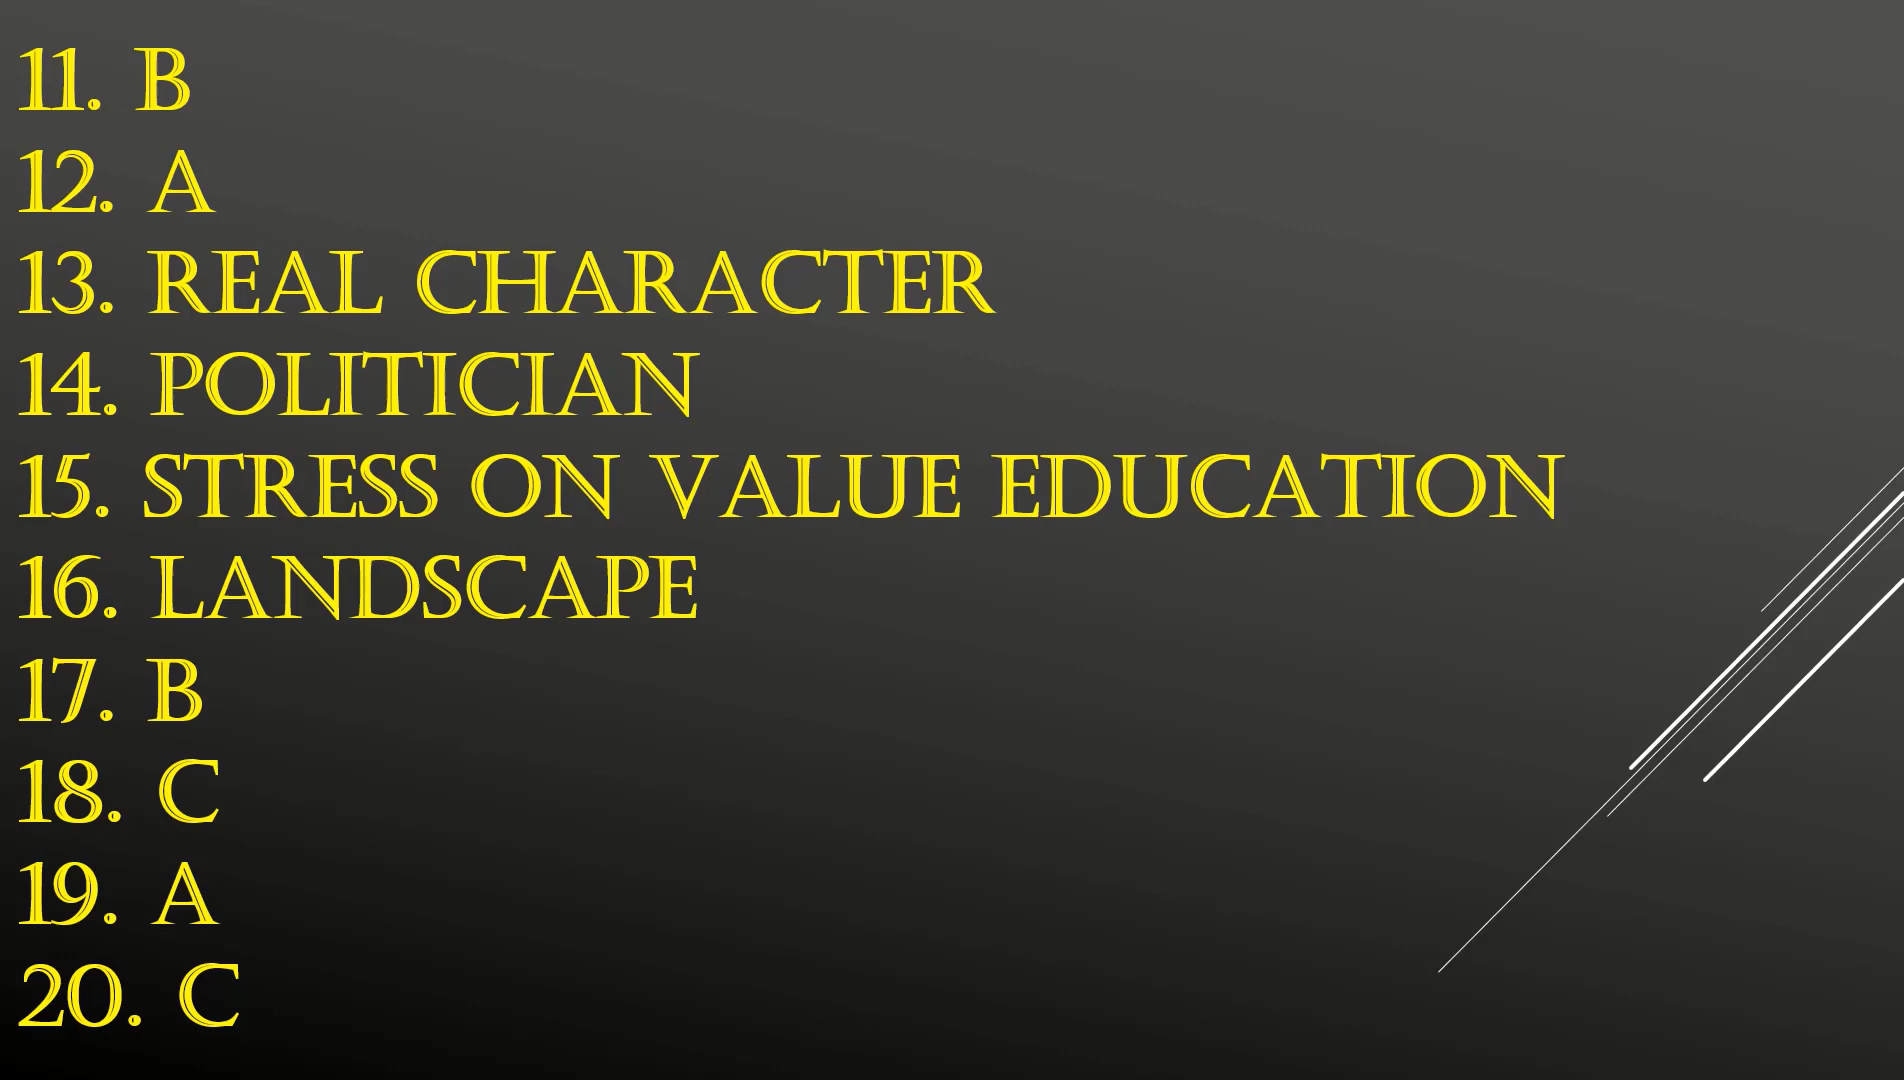 11. B
12. A
13. REAL CHARACTER
14. POLITICIAN
15. STRESS ON VALUE EDUCATION
16. LANDSCAPE
17. B
18. C
19. A
20. C